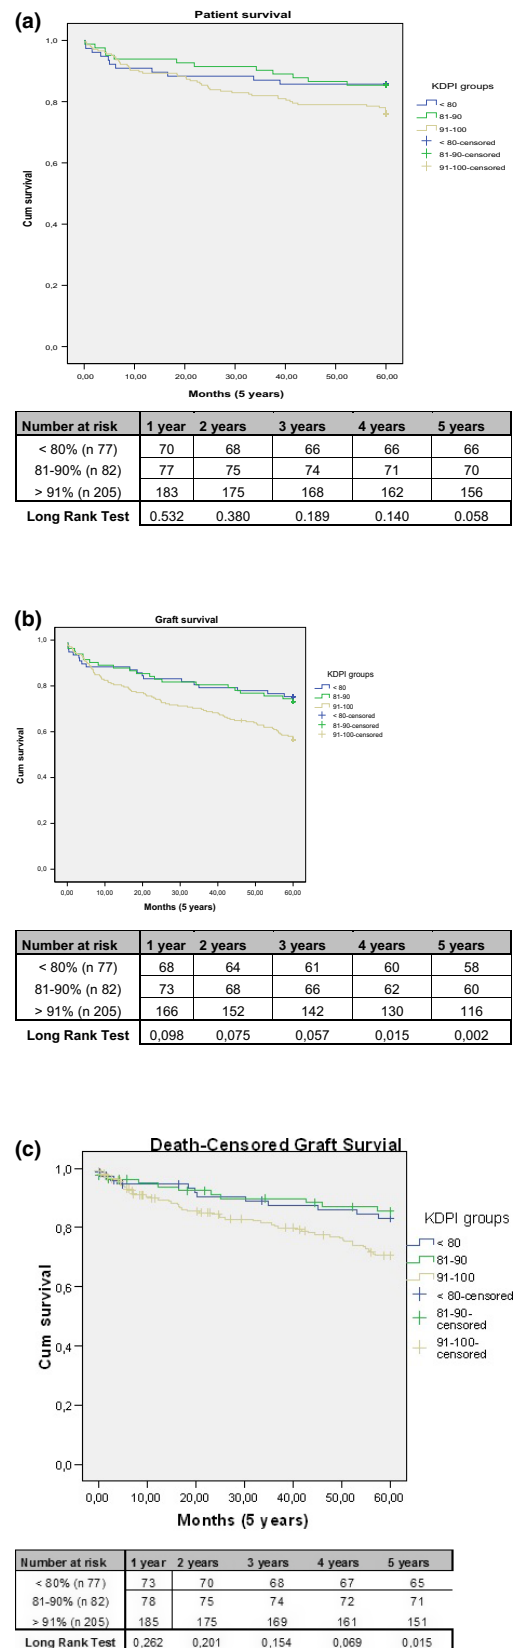 (a)
Patient survival
1,0
0,8
0,6
0,4
0,2
0,0
Cum survival
0,00 10,00 20,00 30,00 40,00 50,00 60,00
Months (5 years)
KDPI groups
< 80
81-90
91-100
< 80-censored
81-90-censored
91-100-censored
Number at risk 1 year 2 years 3 years 4 years 5 years
< 80% (n 77) 70 68 66 66 66
81-90% (n 82) 77 75 74 71 70
> 91% (n 205) 183 175 168 162 156
Long Rank Test 0.532 0.380 0.189 0.140 0.058
(b)
Graft survival
1,0
0,8
0,6
0,4
0,2
0,0
Cum survival
0,00 10,00 20,00 30,00 40,00 50,00 60,00
Months (5 years)
KDPI groups
< 80
81-90
91-100
< 80-censored
81-90-censored
91-100-censored
Number at risk 1 year 2 years 3 years 4 years 5 years
< 80% (n 77) 68 64 61 60 58
81-90% (n 82) 73 68 66 62 60
> 91% (n 205) 166 152 142 130 116
Long Rank Test 0,098 0,075 0,057 0,015 0,002
(c)
Death-Censored Graft Survial
1,0
0,8
0,6
0,4
0,2
0,0
Cum survival
0,00 10,00 20,00 30,00 40,00 50,00 60,00
Months (5 years)
KDPI groups
< 80
81-90
91-100
< 80-censored
81-90-
censored
91-100-
censored
Number at risk 1 year 2 years 3 years 4 years 5 years
< 80% (n 77) 73 70 68 67 65
81-90% (n 82) 78 75 74 72 71
> 91% (n 205) 185 175 169 161 151
Long Rank Test 0,262 0,201 0,154 0,069 0,015